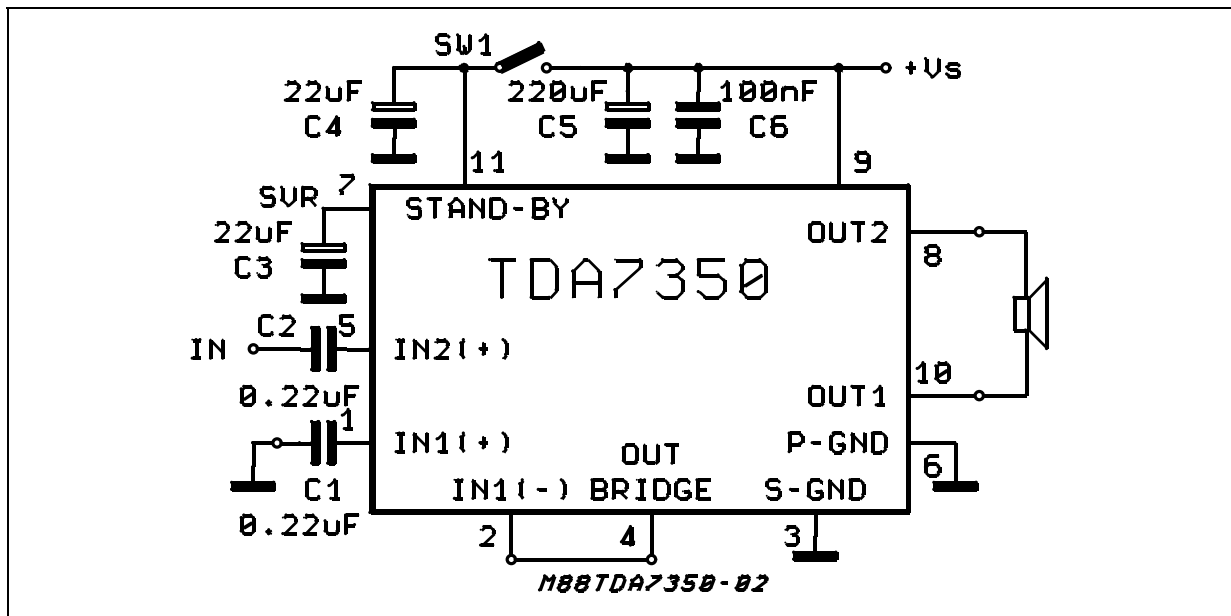 SW1
+Vs
22uF
C4
220uF
C5
100nF
C6
11
9
7
SVR
STAND-BY
22uF
C3
OUT2
8
TDA7350
C2
5
IN
IN2(+)
0.22uF
10
OUT1
1
IN1(+)
P-GND
6
C1
0.22uF
OUT
IN1(-)
BRIDGE
S-GND
2
4
3
M88TDA7350-02